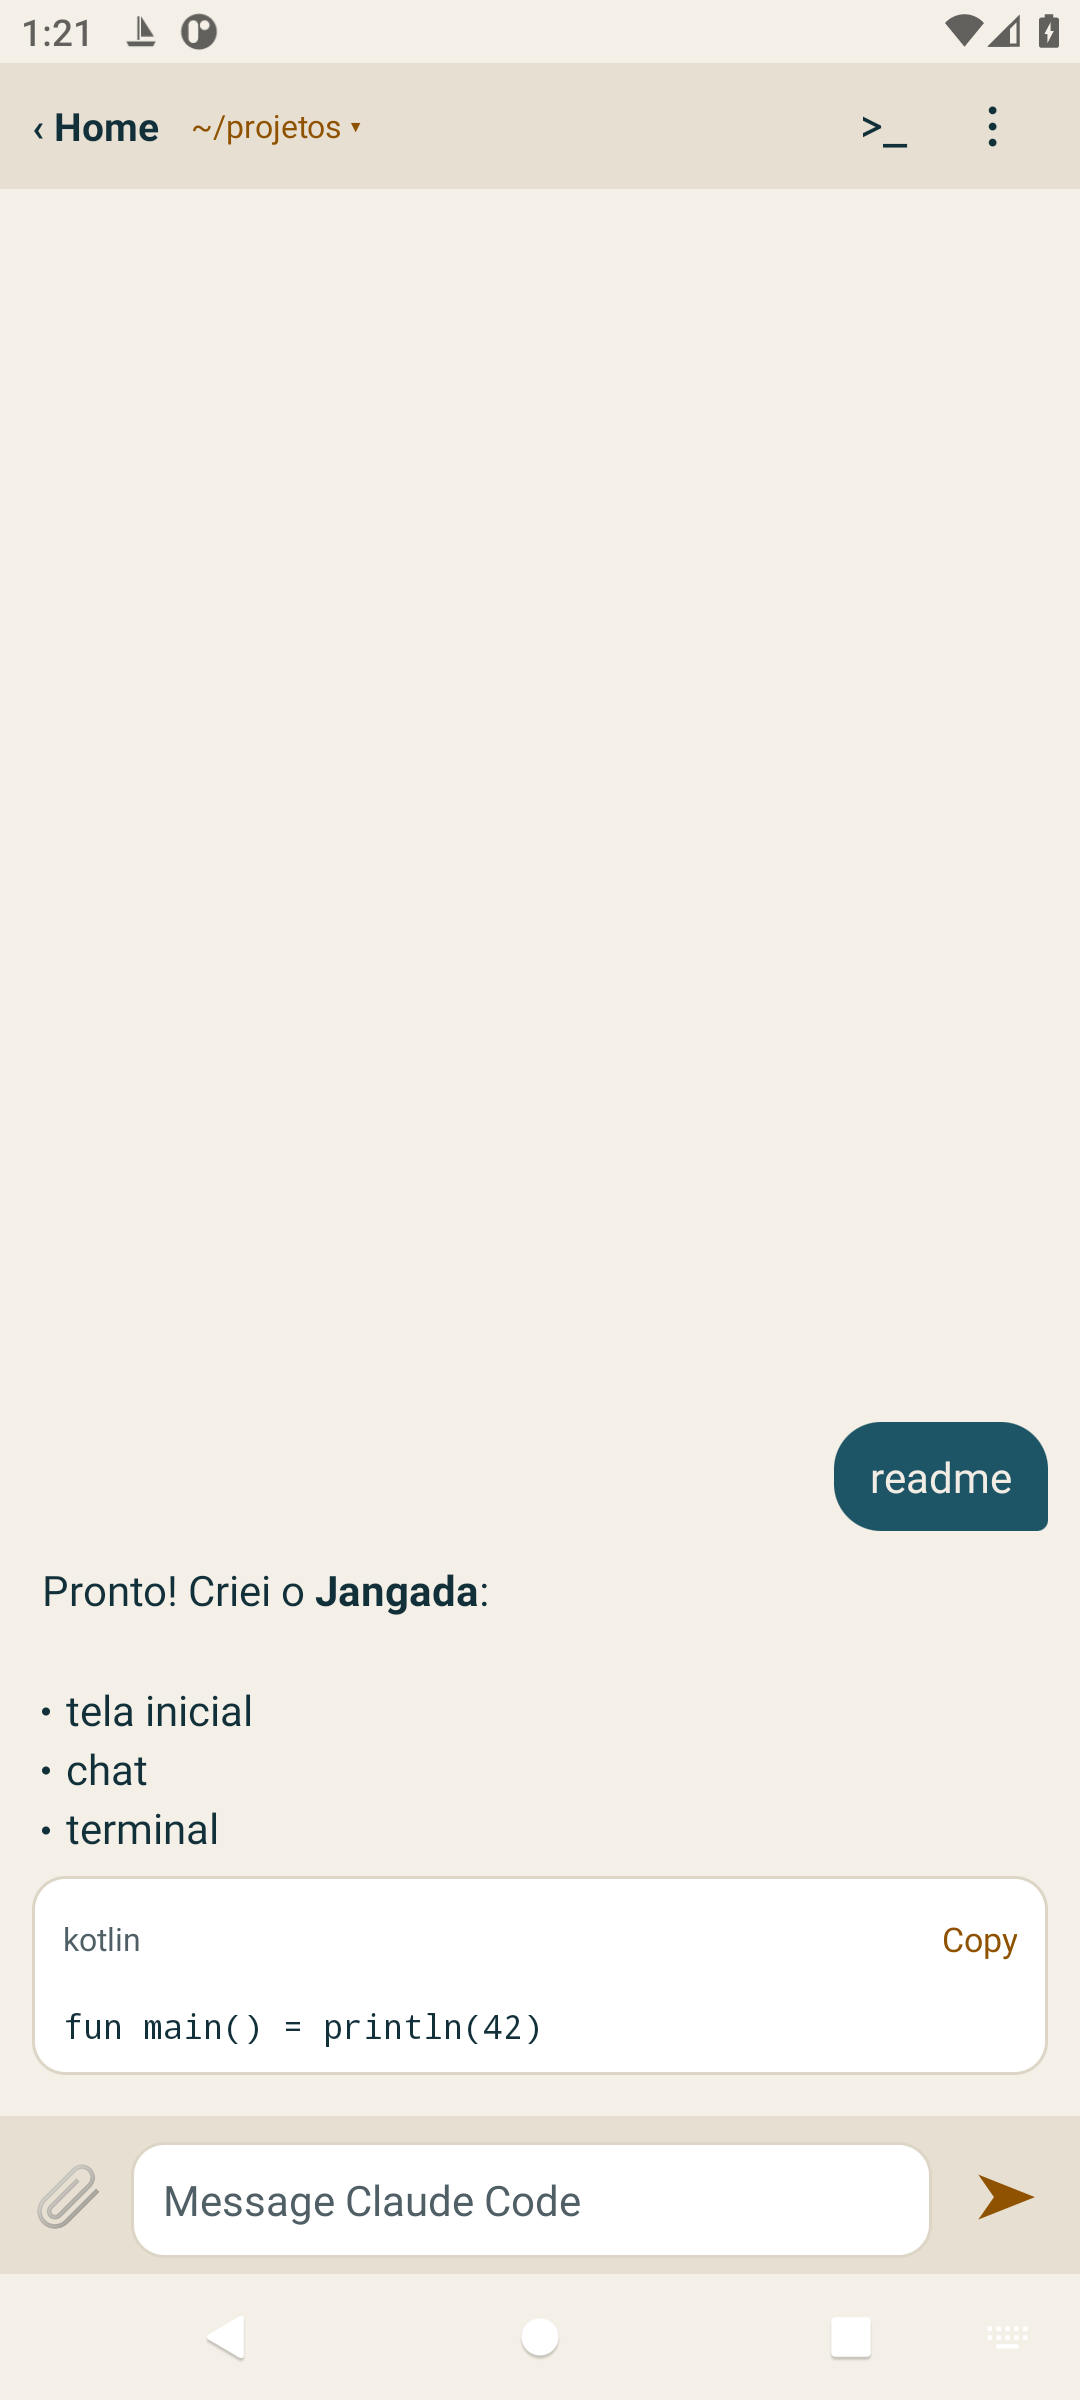 1:21
‹ Home ~/projetos ▾ >_
readme
Pronto! Criei o Jangada:
• tela inicial
• chat
• terminal
kotlin Copy
fun main() = println(42)
Message Claude Code